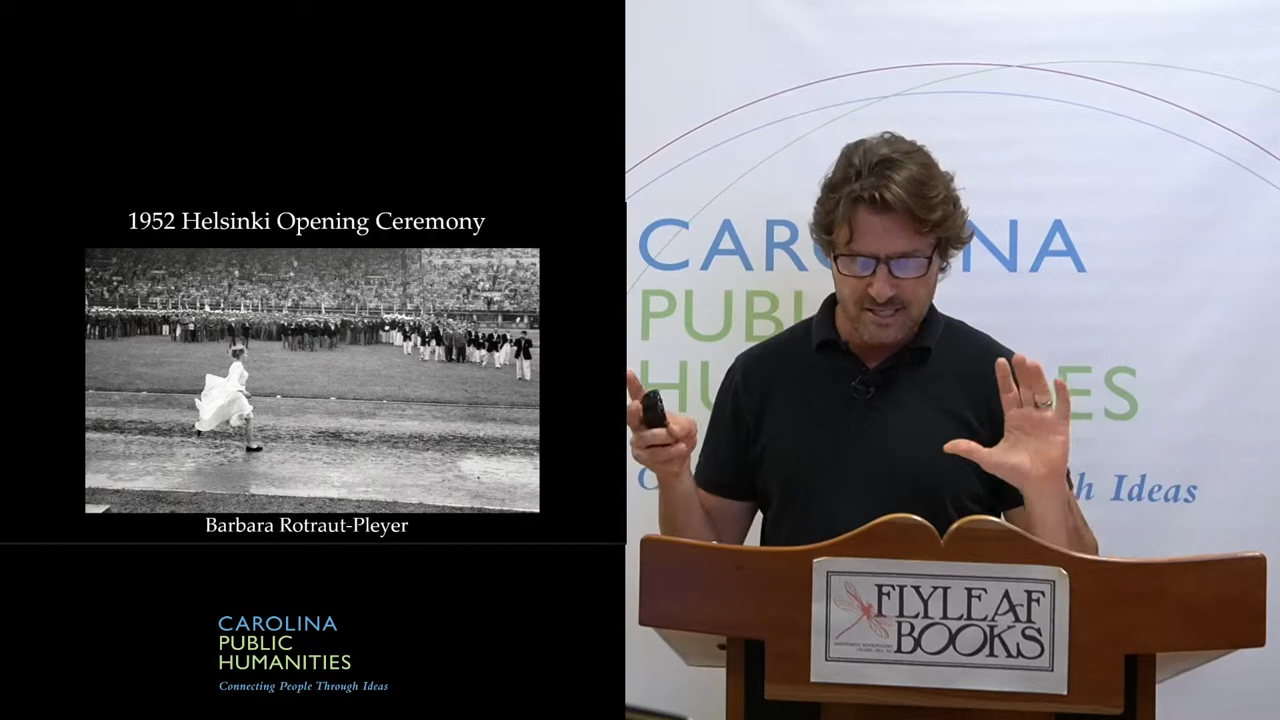 1952 Helsinki Opening Ceremony
Barbara Rotraut-Pleyer
CAROLINA
PUBLIC
HUMANITIES
Connecting People Through Ideas
CAR NA
PUBL
HU ES
C h Ideas
FLYLEAF
BOOKS